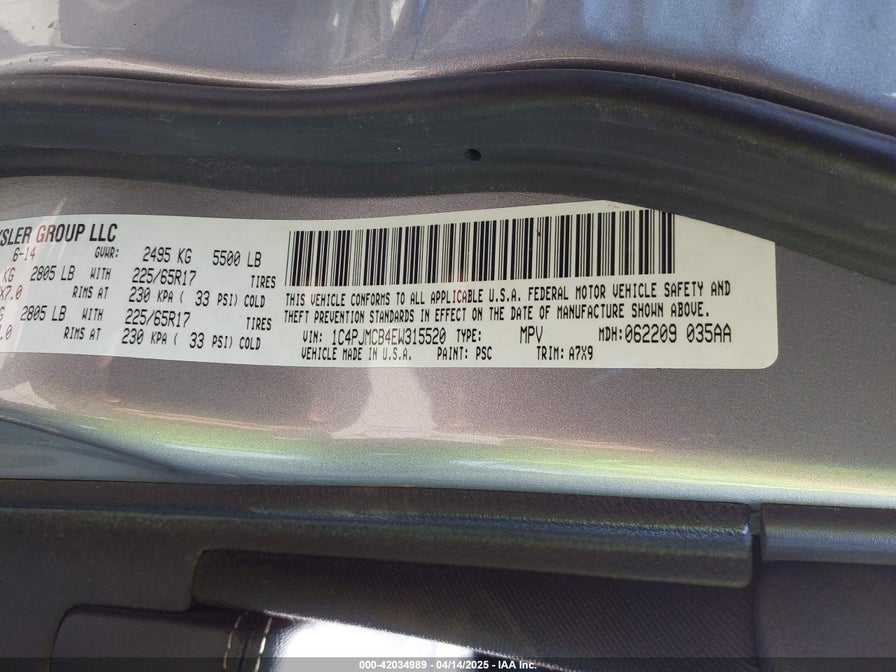 YSLER GROUP LLC
6-14 GVWR: 2495 KG 5500 LB
KG 2805 LB WITH 225/65R17 TIRES
X7.0 RIMS AT 230 KPA ( 33 PSI) COLD
G 2805 LB WITH 225/65R17 TIRES
.0 RIMS AT 230 KPA ( 33 PSI) COLD
THIS VEHICLE CONFORMS TO ALL APPLICABLE U.S.A. FEDERAL MOTOR VEHICLE SAFETY AND
THEFT PREVENTION STANDARDS IN EFFECT ON THE DATE OF MANUFACTURE SHOWN ABOVE.
VIN: 1C4PJMCB4EW315520 TYPE: MPV MDH: 062209 035AA
VEHICLE MADE IN U.S.A. PAINT: PSC TRIM: A7X9
000-42034989 - 04/14/2025 - IAA Inc.